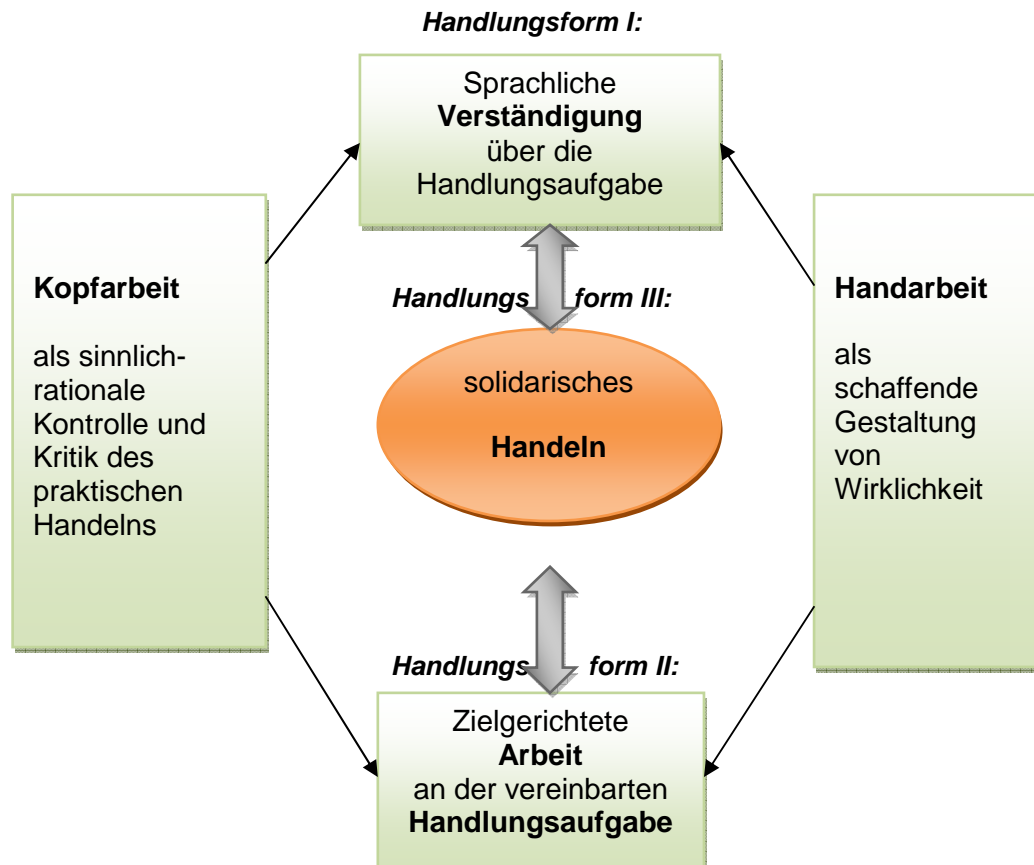 Handlungsform I:
Sprachliche
Verständigung
über die
Handlungsaufgabe
Kopfarbeit
als sinnlich-
rationale
Kontrolle und
Kritik des
praktischen
Handelns
Handlungs form III:
solidarisches
Handeln
Handarbeit
als
schaffende
Gestaltung
von
Wirklichkeit
Handlungs form II:
Zielgerichtete
Arbeit
an der vereinbarten
Handlungsaufgabe